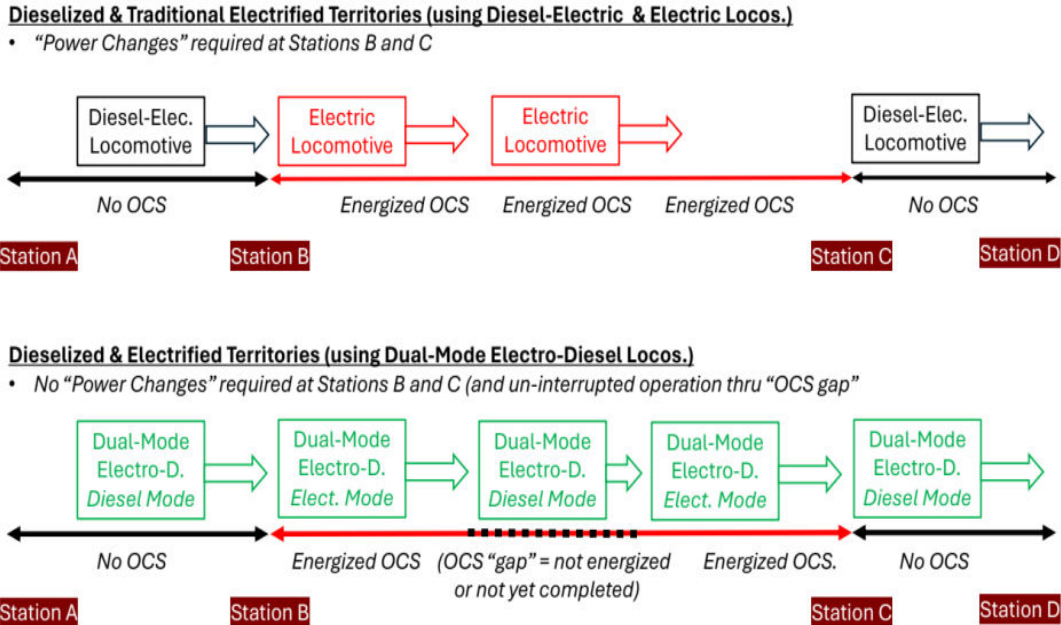 Dieselized & Traditional Electrified Territories (using Diesel-Electric & Electric Locos.)
• "Power Changes" required at Stations B and C
Diesel-Elec.
Locomotive
Electric
Locomotive
Electric
Locomotive
Diesel-Elec.
Locomotive
No OCS
Energized OCS
Energized OCS
Energized OCS
No OCS
Station A
Station B
Station C
Station D
Dieselized & Electrified Territories (using Dual-Mode Electro-Diesel Locos.)
• No "Power Changes" required at Stations B and C (and un-interrupted operation thru "OCS gap"
Dual-Mode
Electro-D.
Diesel Mode
Dual-Mode
Electro-D.
Elect. Mode
Dual-Mode
Electro-D.
Diesel Mode
Dual-Mode
Electro-D.
Elect. Mode
Dual-Mode
Electro-D.
Diesel Mode
No OCS
Energized OCS
(OCS "gap" = not energized
or not yet completed)
Energized OCS.
No OCS
Station A
Station B
Station C
Station D